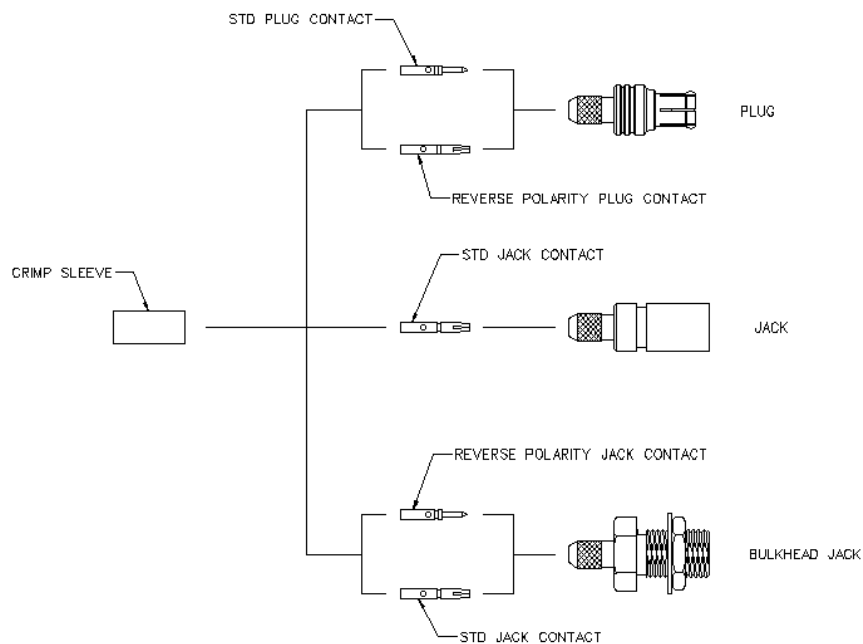 STD PLUG CONTACT
PLUG
REVERSE POLARITY PLUG CONTACT
STD JACK CONTACT
CRIMP SLEEVE
JACK
REVERSE POLARITY JACK CONTACT
BULKHEAD JACK
STD JACK CONTACT